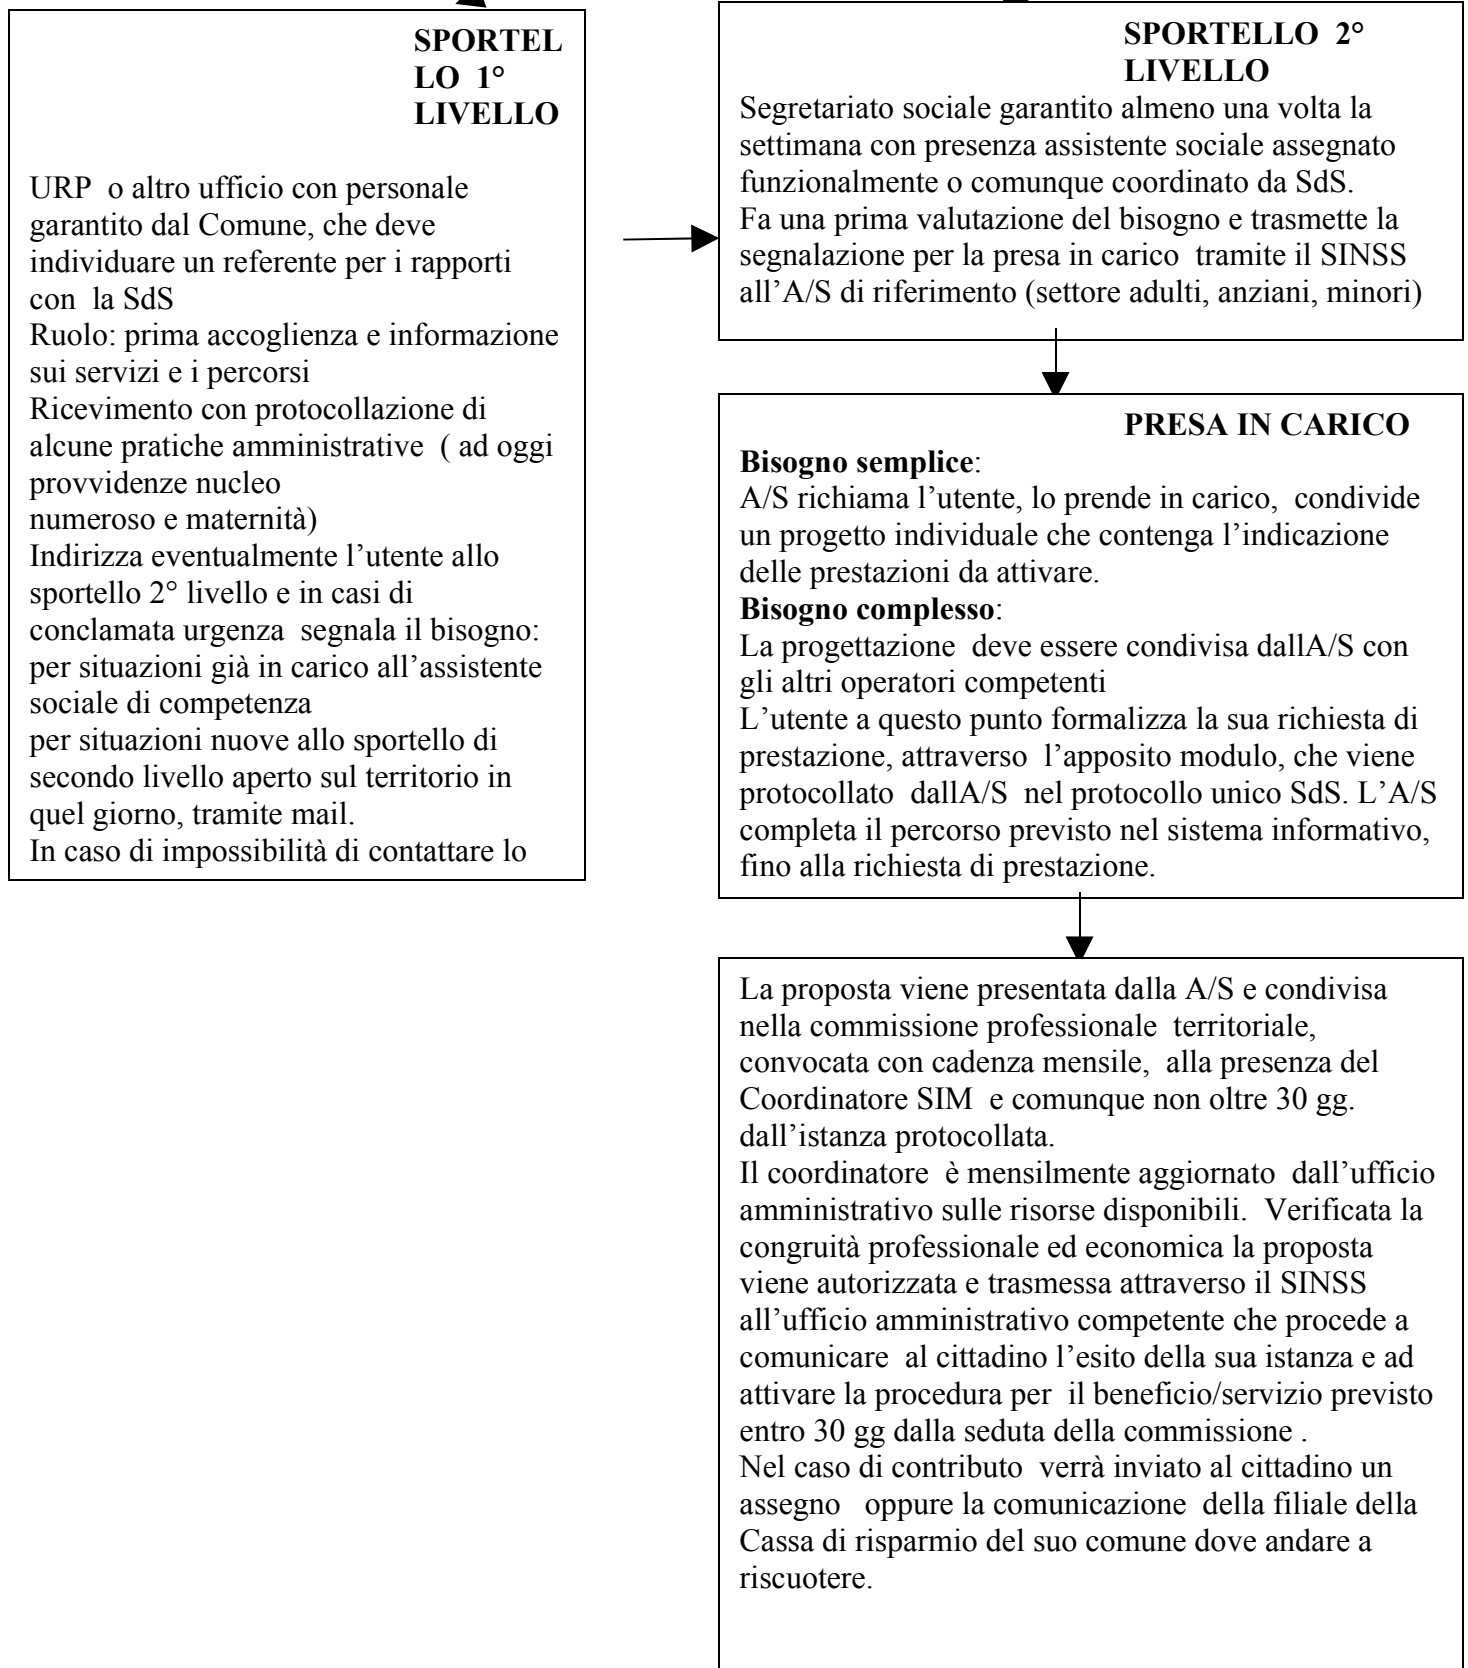 SPORTEL
LO 1°
LIVELLO
URP o altro ufficio con personale
garantito dal Comune, che deve
individuare un referente per i rapporti
con la SdS
Ruolo: prima accoglienza e informazione
sui servizi e i percorsi
Ricevimento con protocollazione di
alcune pratiche amministrative ( ad oggi
provvidenze nucleo
numeroso e maternità)
Indirizza eventualmente l’utente allo
sportello 2° livello e in casi di
conclamata urgenza segnala il bisogno:
per situazioni già in carico all’assistente
sociale di competenza
per situazioni nuove allo sportello di
secondo livello aperto sul territorio in
quel giorno, tramite mail.
In caso di impossibilità di contattare lo
SPORTELLO 2°
LIVELLO
Segretariato sociale garantito almeno una volta la
settimana con presenza assistente sociale assegnato
funzionalmente o comunque coordinato da SdS.
Fa una prima valutazione del bisogno e trasmette la
segnalazione per la presa in carico tramite il SINSS
all’A/S di riferimento (settore adulti, anziani, minori)
PRESA IN CARICO
Bisogno semplice:
A/S richiama l’utente, lo prende in carico, condivide
un progetto individuale che contenga l’indicazione
delle prestazioni da attivare.
Bisogno complesso:
La progettazione deve essere condivisa dallA/S con
gli altri operatori competenti
L’utente a questo punto formalizza la sua richiesta di
prestazione, attraverso l’apposito modulo, che viene
protocollato dallA/S nel protocollo unico SdS. L’A/S
completa il percorso previsto nel sistema informativo,
fino alla richiesta di prestazione.
La proposta viene presentata dalla A/S e condivisa
nella commissione professionale territoriale,
convocata con cadenza mensile, alla presenza del
Coordinatore SIM e comunque non oltre 30 gg.
dall’istanza protocollata.
Il coordinatore è mensilmente aggiornato dall’ufficio
amministrativo sulle risorse disponibili. Verificata la
congruità professionale ed economica la proposta
viene autorizzata e trasmessa attraverso il SINSS
all’ufficio amministrativo competente che procede a
comunicare al cittadino l’esito della sua istanza e ad
attivare la procedura per il beneficio/servizio previsto
entro 30 gg dalla seduta della commissione .
Nel caso di contributo verrà inviato al cittadino un
assegno oppure la comunicazione della filiale della
Cassa di risparmio del suo comune dove andare a
riscuotere.